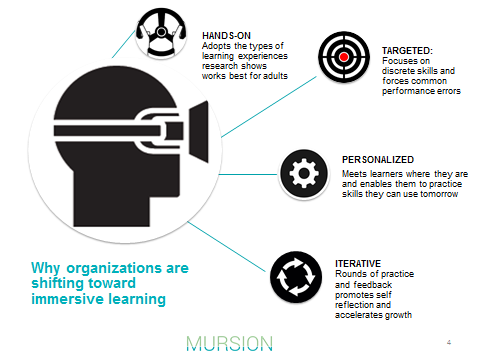 HANDS-ON
Adopts the types of
learning experiences
research shows
works best for adults
TARGETED:
Focuses on
discrete skills and
forces common
performance errors
PERSONALIZED
Meets learners where they are
and enables them to practice
skills they can use tomorrow
ITERATIVE
Rounds of practice
and feedback
promotes self
reflection and
accelerates growth
Why organizations are
shifting toward
immersive learning
MURSION
4